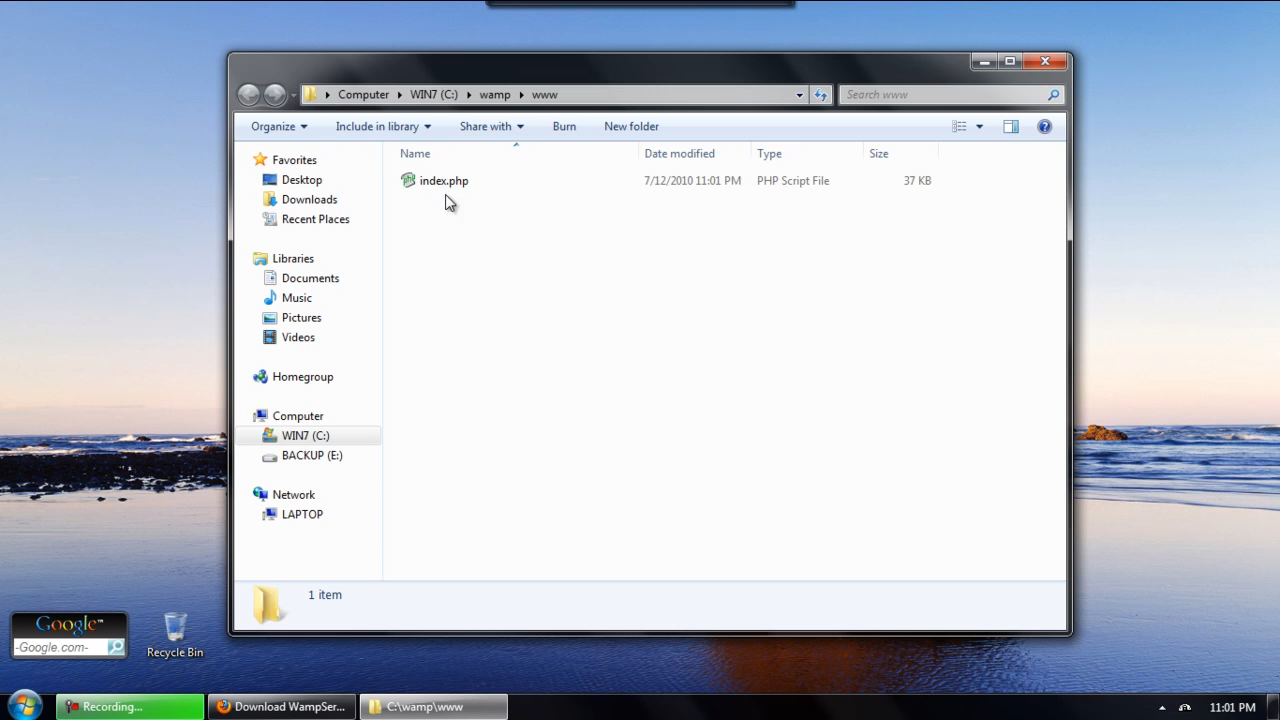 Computer WIN7 (C:) wamp www
Search www
Organize Include in library Share with Burn New folder
Name Date modified Type Size
index.php 7/12/2010 11:01 PM PHP Script File 37 KB
Favorites
Desktop
Downloads
Recent Places
Libraries
Documents
Music
Pictures
Videos
Homegroup
Computer
WIN7 (C:)
BACKUP (E:)
Network
LAPTOP
1 item
Google™
-Google.com-
Recycle Bin
Recording...
Download WampSer...
C:\wamp\www
11:01 PM